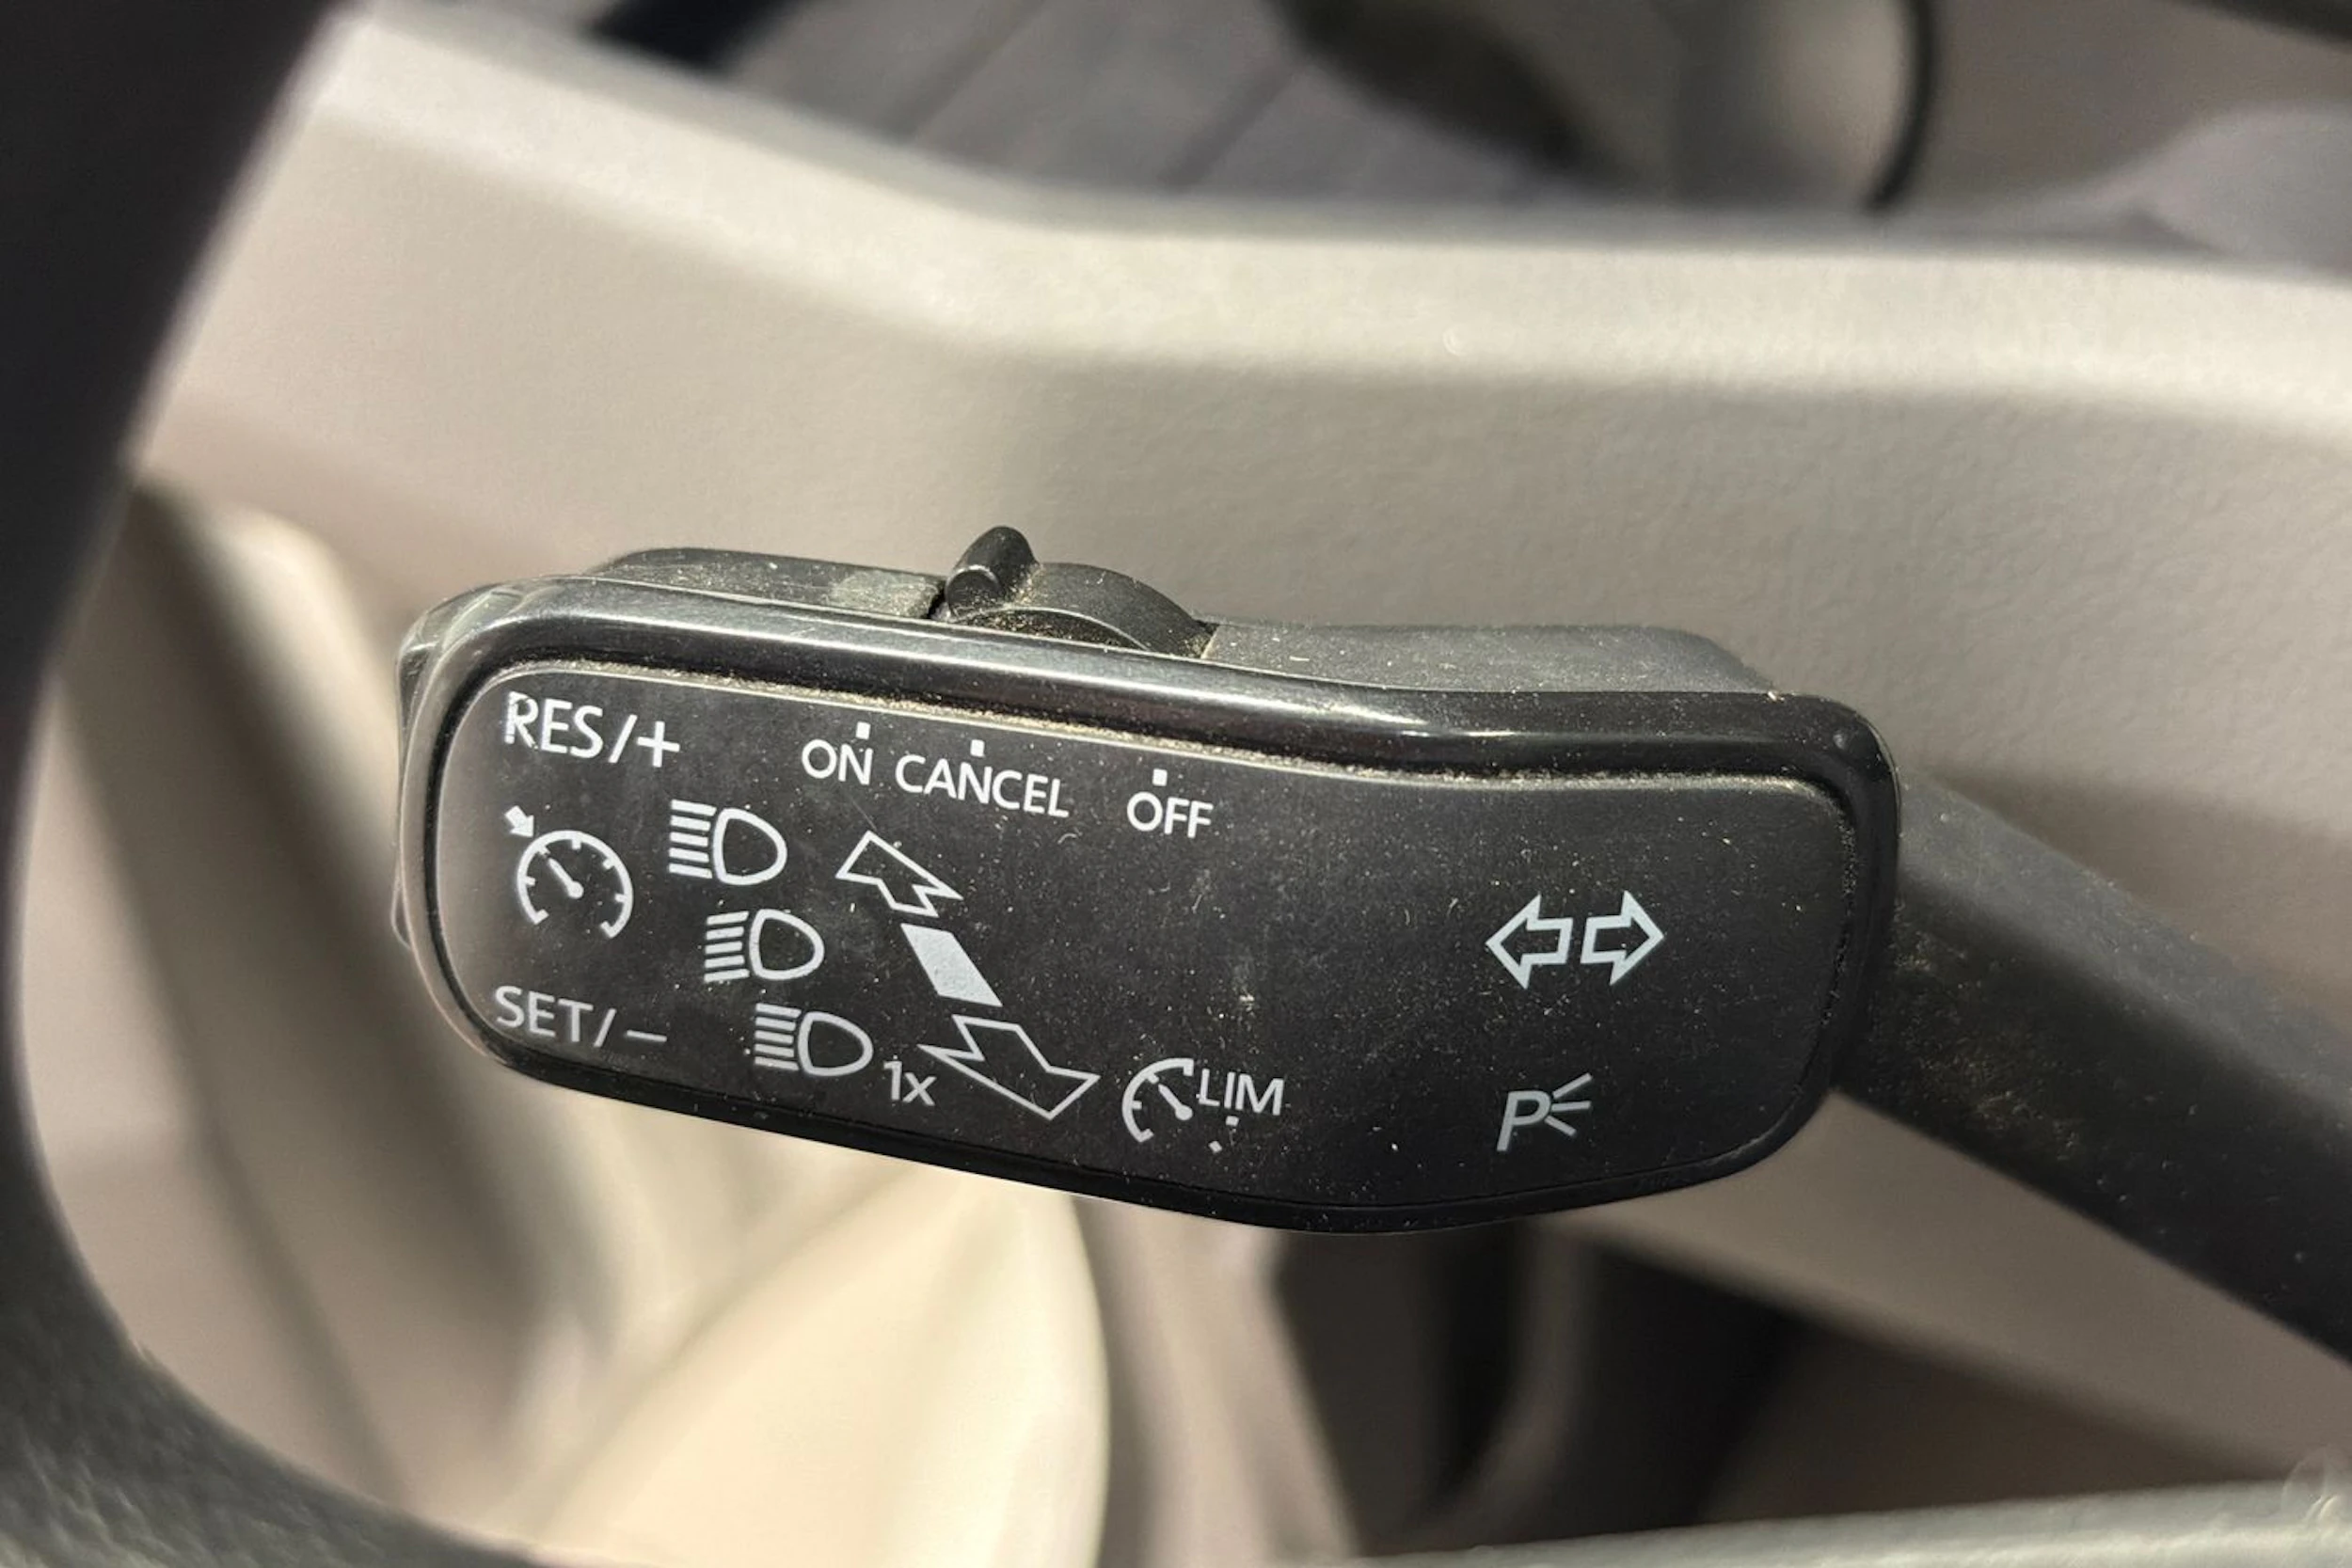 RES/+
ON CANCEL OFF
SET/−
1x
LIM
P